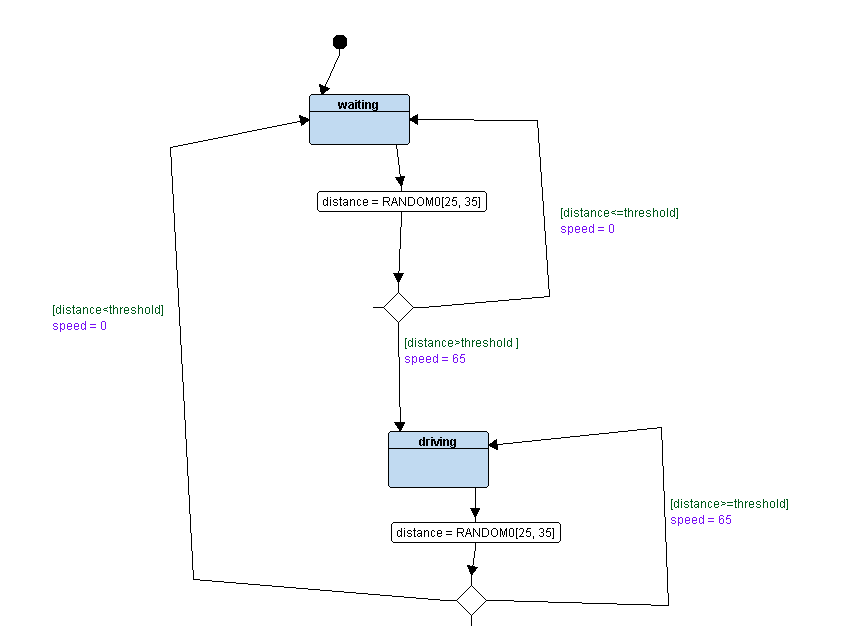 waiting
distance = RANDOM0[25, 35]
[distance<=threshold]
speed = 0
[distance<threshold]
speed = 0
[distance>threshold ]
speed = 65
driving
[distance>=threshold]
speed = 65
distance = RANDOM0[25, 35]